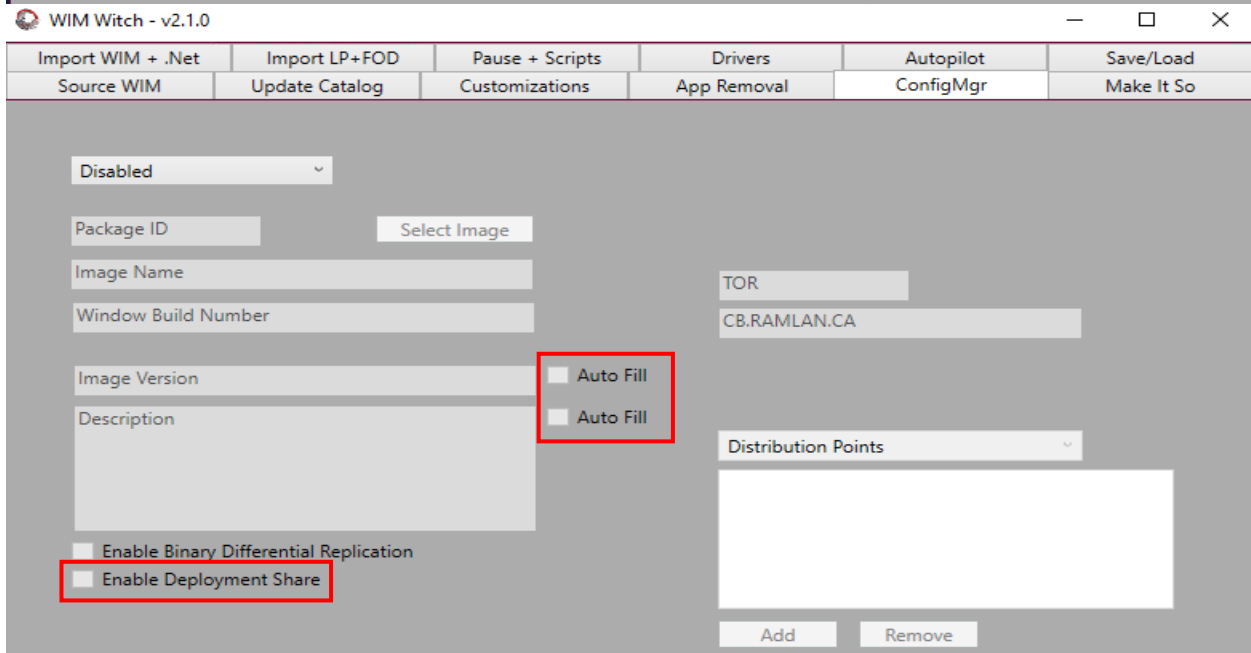 WIM Witch - v2.1.0
Import WIM + .Net Import LP+FOD Pause + Scripts Drivers Autopilot Save/Load
Source WIM Update Catalog Customizations App Removal ConfigMgr Make It So
Disabled
Package ID Select Image
Image Name
TOR
Window Build Number
CB.RAMLAN.CA
Image Version Auto Fill
Description Auto Fill
Distribution Points
Enable Binary Differential Replication
Enable Deployment Share
Add Remove